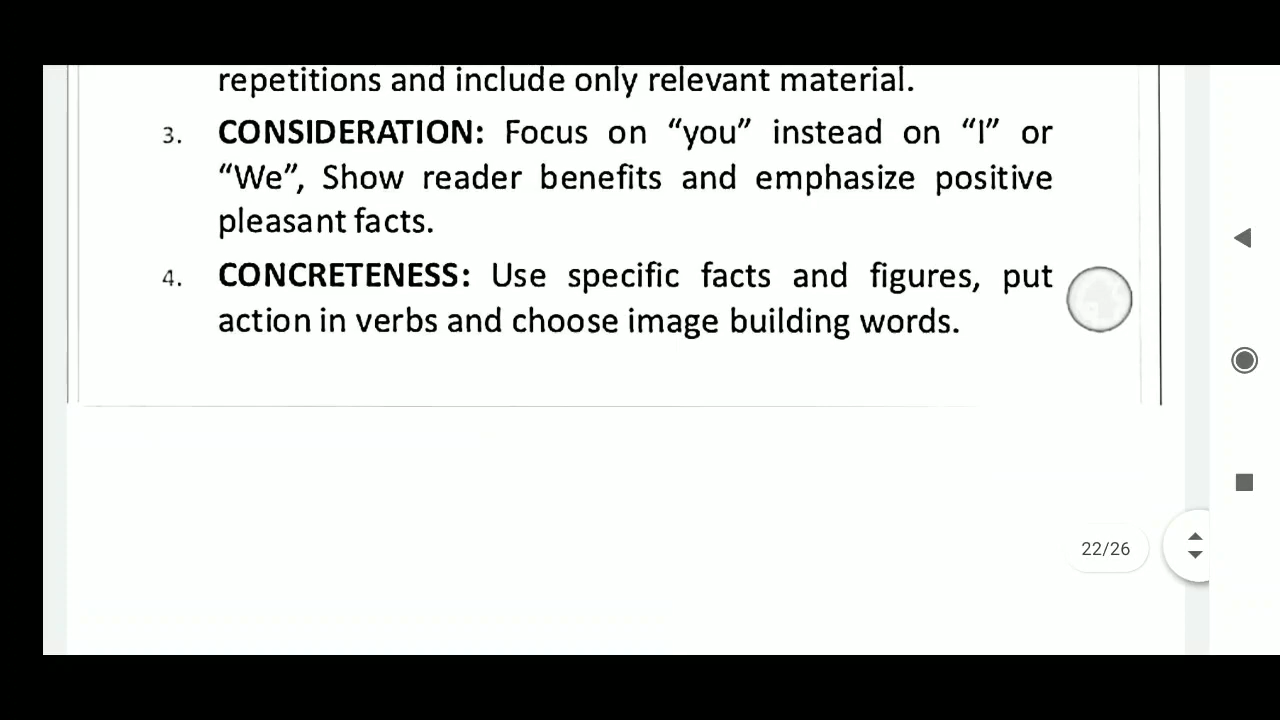 repetitions and include only relevant material.
3. CONSIDERATION: Focus on “you” instead on “I” or
“We”, Show reader benefits and emphasize positive
pleasant facts.
4. CONCRETENESS: Use specific facts and figures, put
action in verbs and choose image building words.
22/26